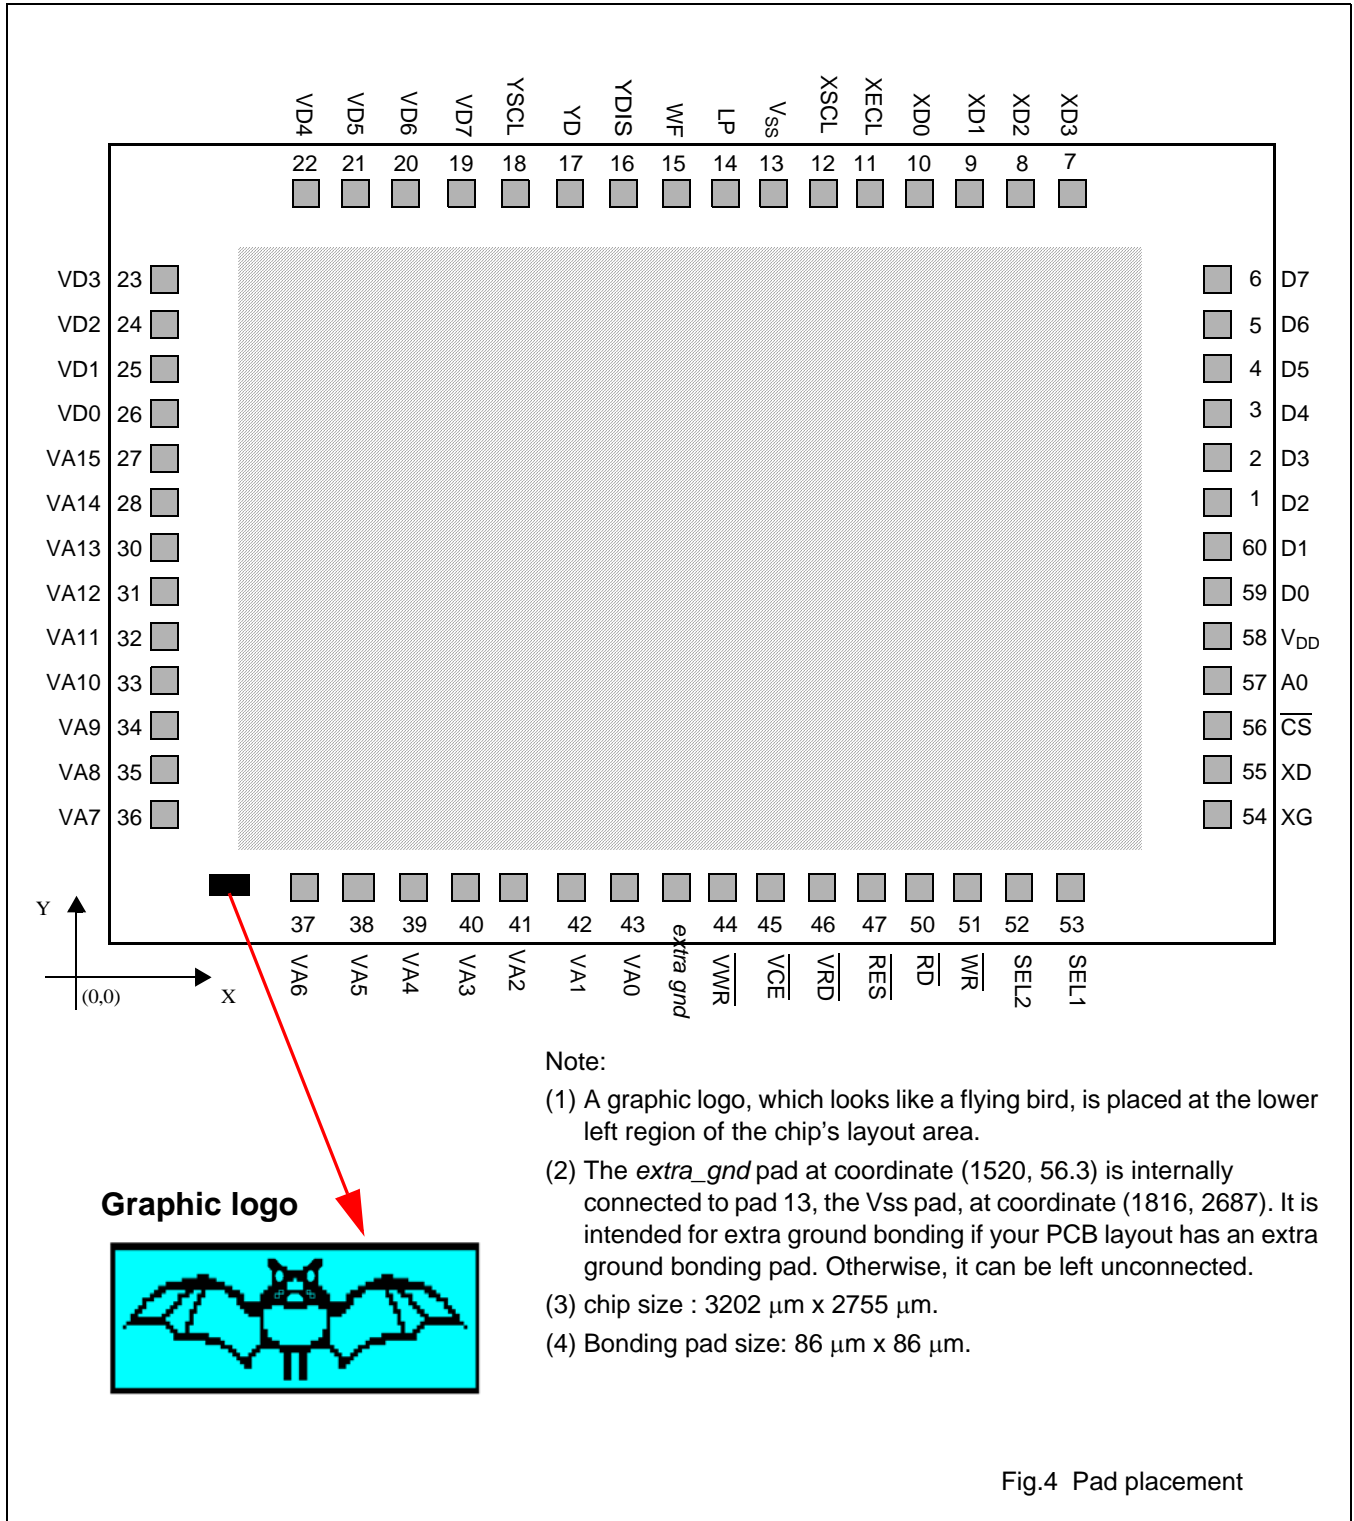 VD4 VD5 VD6 VD7 YSCL YD YDIS WF LP VSS XSCL XECL XD0 XD1 XD2 XD3
22 21 20 19 18 17 16 15 14 13 12 11 10 9 8 7
VD3 23 6 D7
VD2 24 5 D6
VD1 25 4 D5
VD0 26 3 D4
VA15 27 2 D3
VA14 28 1 D2
VA13 30 60 D1
VA12 31 59 D0
VA11 32 58 VDD
VA10 33 57 A0
VA9 34 56 C̅S̅
VA8 35 55 XD
VA7 36 54 XG
Y
37 38 39 40 41 42 43 44 45 46 47 50 51 52 53
VA6 VA5 VA4 VA3 VA2 VA1 VA0 extra gnd V̅W̅R̅ V̅C̅E̅ V̅R̅D̅ R̅E̅S̅ R̅D̅ W̅R̅ SEL2 SEL1
(0,0) X
Note:
(1) A graphic logo, which looks like a flying bird, is placed at the lower
left region of the chip's layout area.
(2) The extra_gnd pad at coordinate (1520, 56.3) is internally
connected to pad 13, the Vss pad, at coordinate (1816, 2687). It is
intended for extra ground bonding if your PCB layout has an extra
ground bonding pad. Otherwise, it can be left unconnected.
(3) chip size : 3202 μm x 2755 μm.
(4) Bonding pad size: 86 μm x 86 μm.
Graphic logo
Fig.4 Pad placement